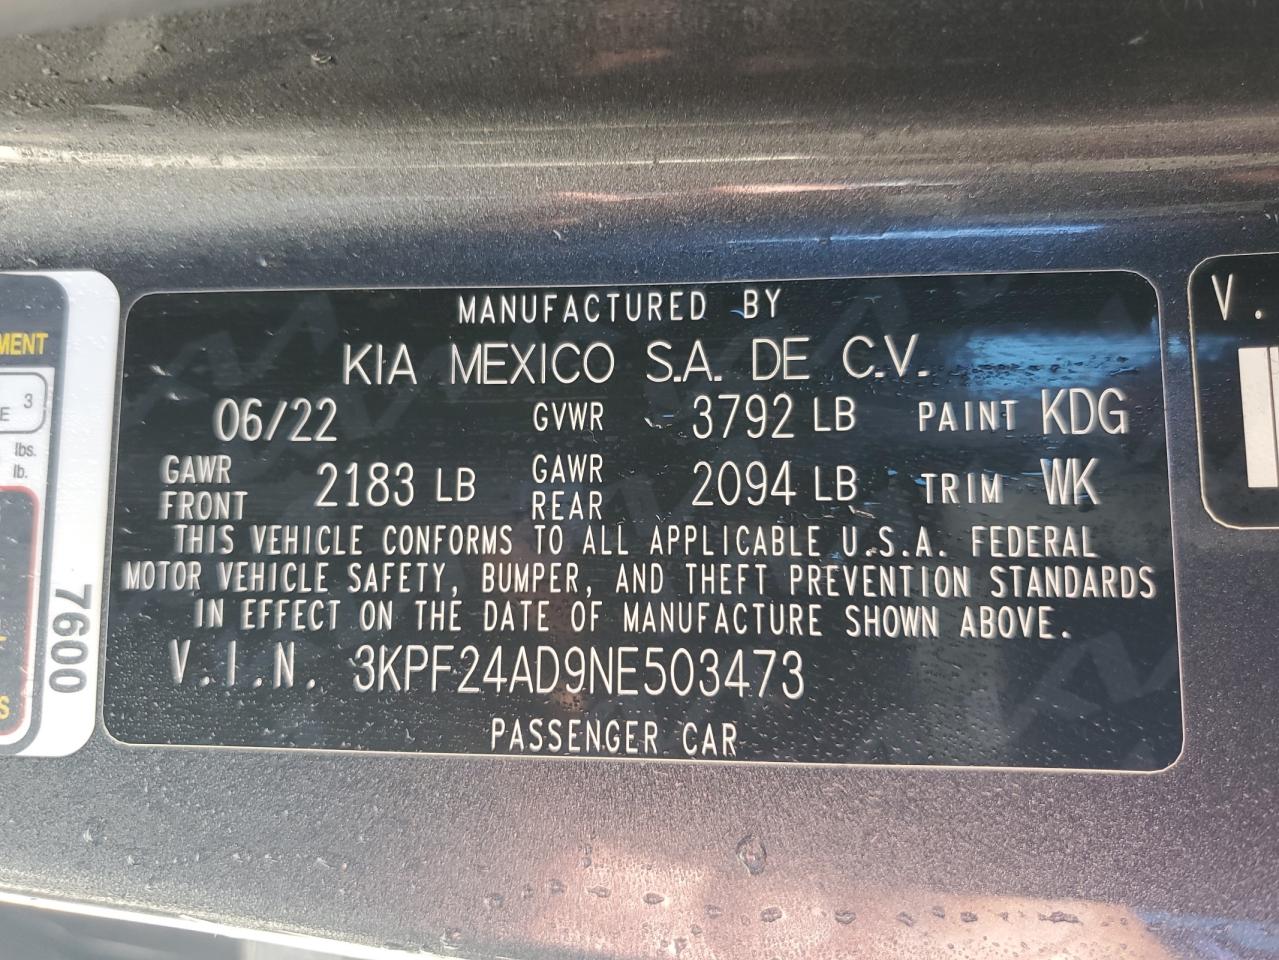 MANUFACTURED BY
KIA MEXICO S.A. DE C.V.
06/22 GVWR 3792 LB PAINT KDG
GAWR FRONT 2183 LB GAWR REAR 2094 LB TRIM WK
THIS VEHICLE CONFORMS TO ALL APPLICABLE U.S.A. FEDERAL
MOTOR VEHICLE SAFETY, BUMPER, AND THEFT PREVENTION STANDARDS
IN EFFECT ON THE DATE OF MANUFACTURE SHOWN ABOVE.
V.I.N. 3KPF24AD9NE503473
PASSENGER CAR
3
lbs.
lb.
7600
V.